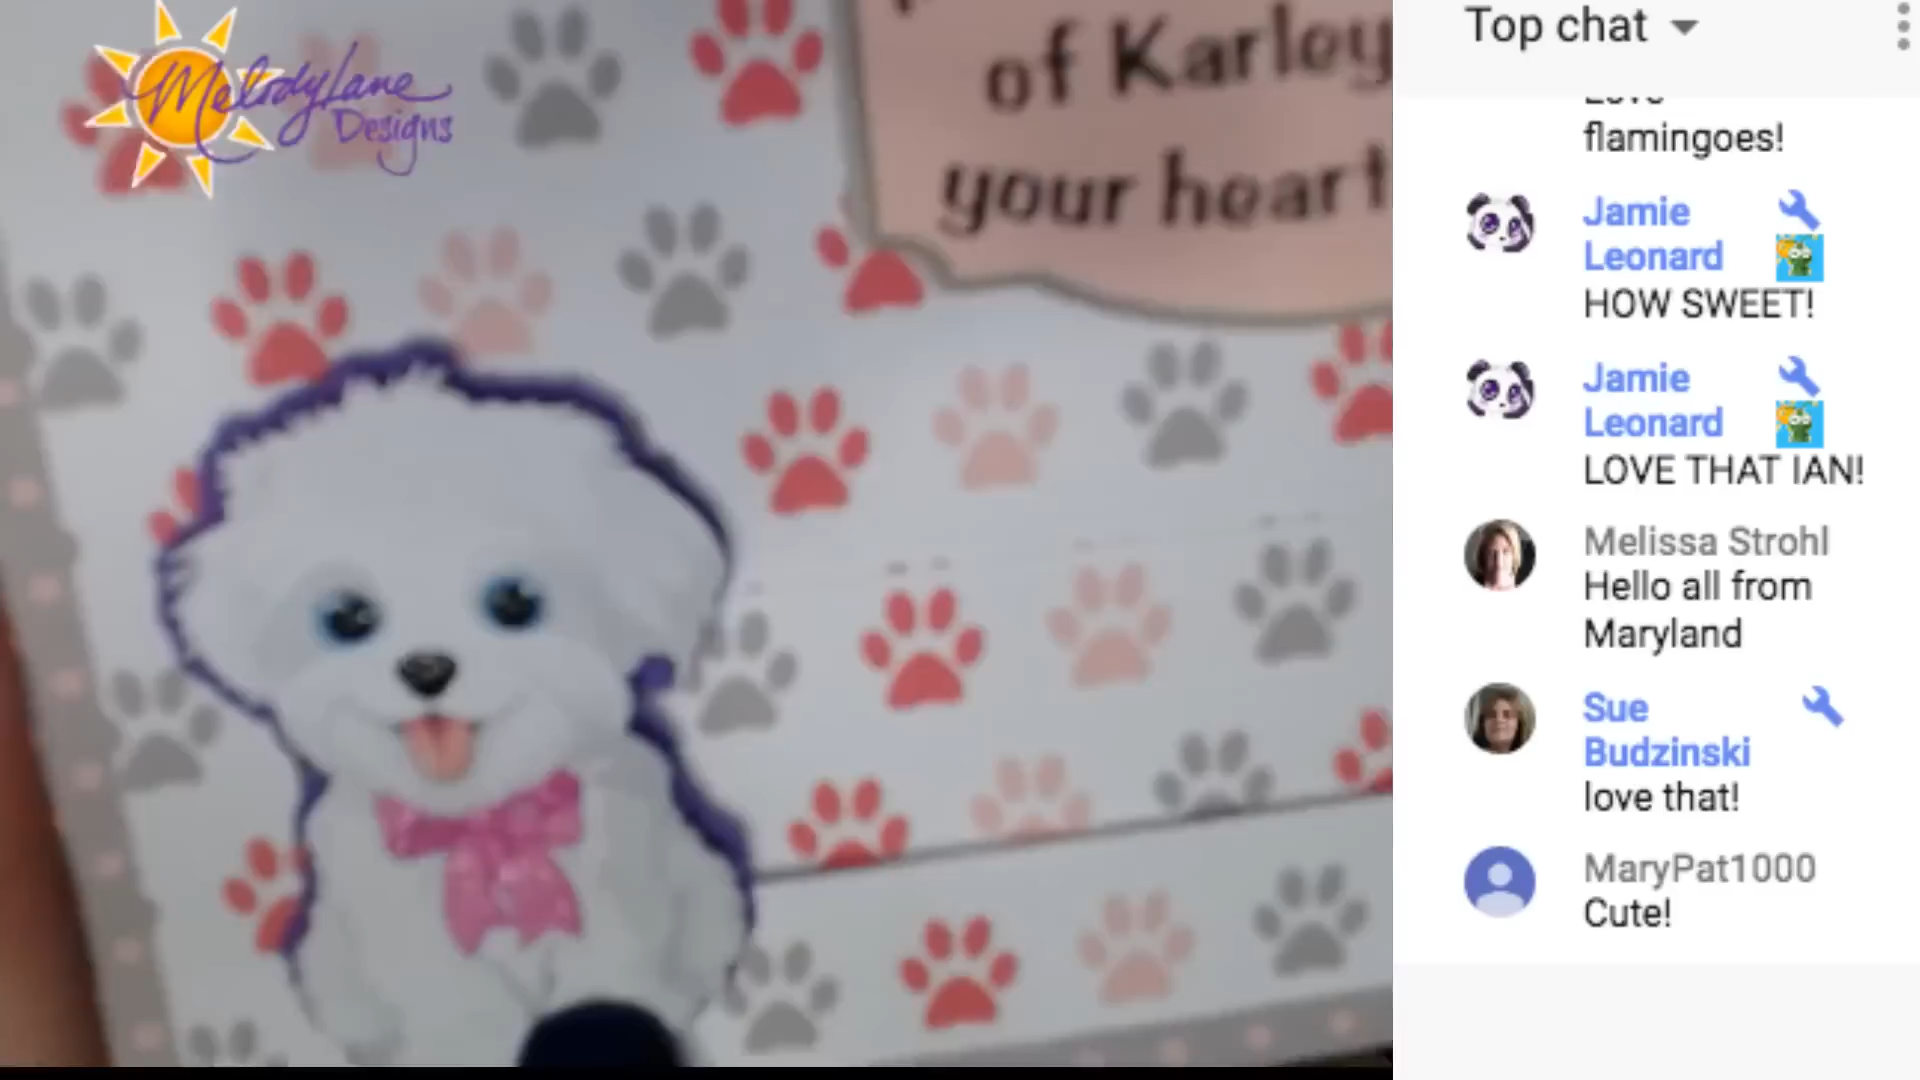 MelodyLane
Designs
of Karley
your heart
Top chat
flamingoes!
Jamie
Leonard
HOW SWEET!
Jamie
Leonard
LOVE THAT IAN!
Melissa Strohl
Hello all from
Maryland
Sue
Budzinski
love that!
MaryPat1000
Cute!